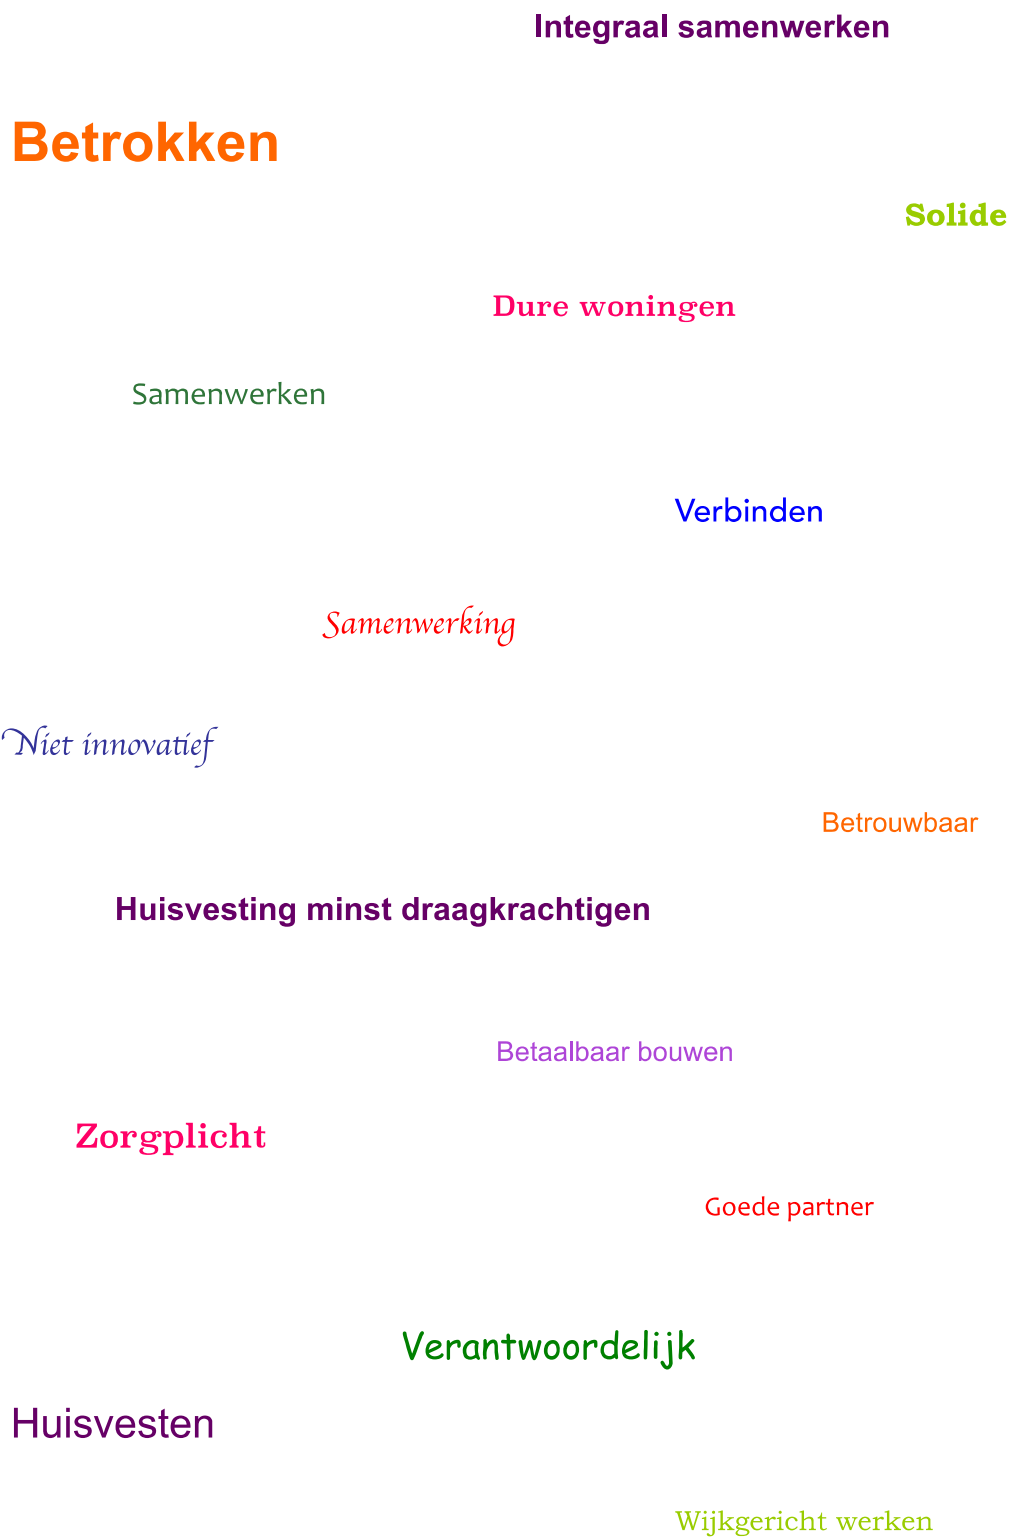 Integraal samenwerken
Betrokken
Solide
Dure woningen
Samenwerken
Verbinden
Samenwerking
Niet innovatief
Betrouwbaar
Huisvesting minst draagkrachtigen
Betaalbaar bouwen
Zorgplicht
Goede partner
Verantwoordelijk
Huisvesten
Wijkgericht werken